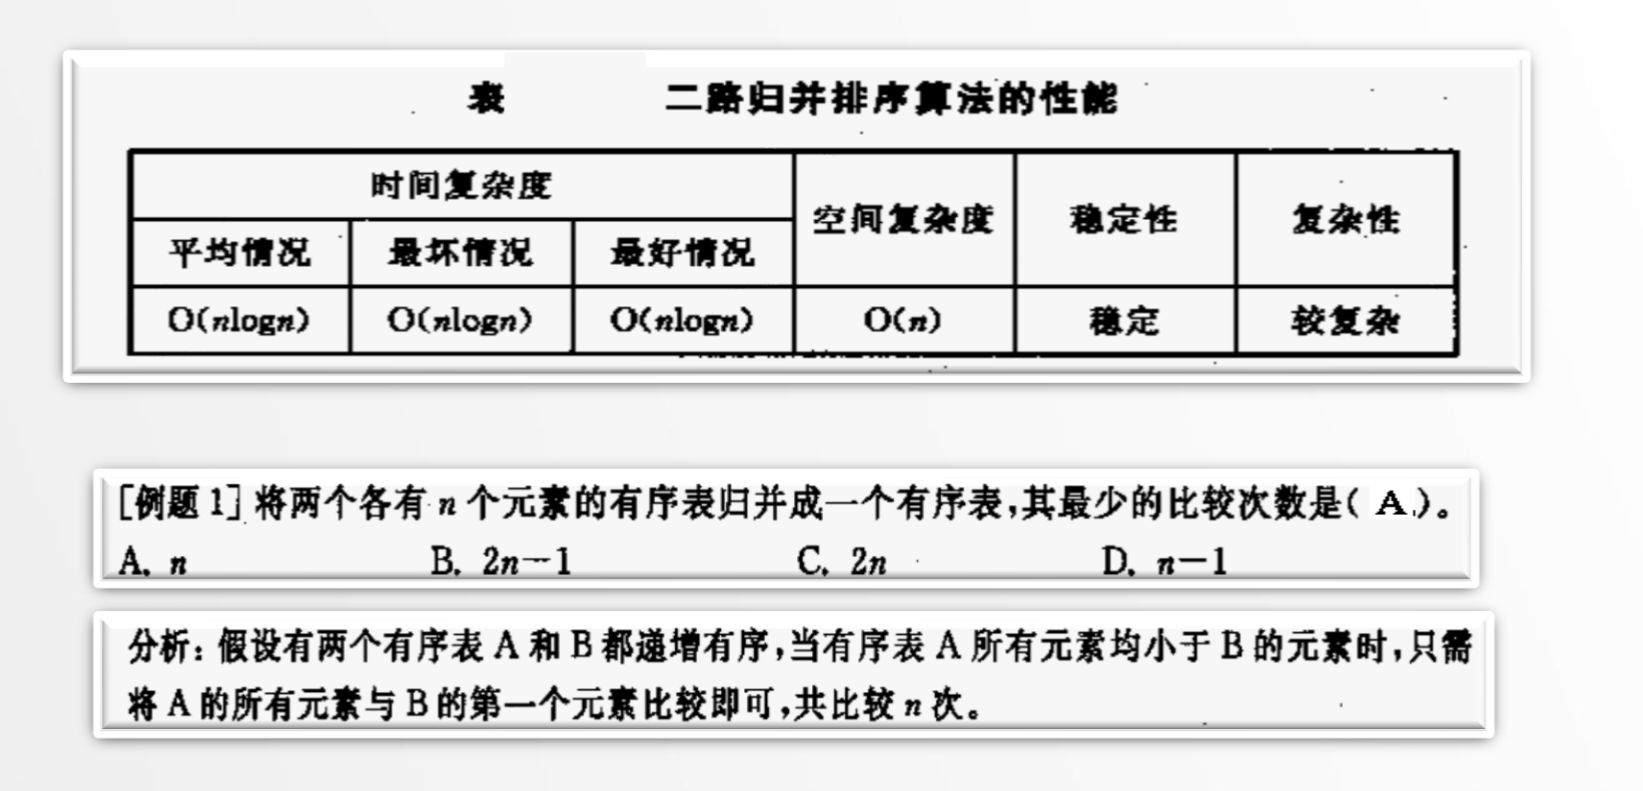 表 二路归并排序算法的性能
时间复杂度 空间复杂度 稳定性 复杂性
平均情况 最坏情况 最好情况
O(nlogn) O(nlogn) O(nlogn) O(n) 稳定 较复杂
[例题 1] 将两个各有 n 个元素的有序表归并成一个有序表,其最少的比较次数是( A )。
A. n B. 2n-1 C. 2n D. n-1
分析: 假设有两个有序表 A 和 B 都递增有序,当有序表 A 所有元素均小于 B 的元素时,只需
将 A 的所有元素与 B 的第一个元素比较即可,共比较 n 次。